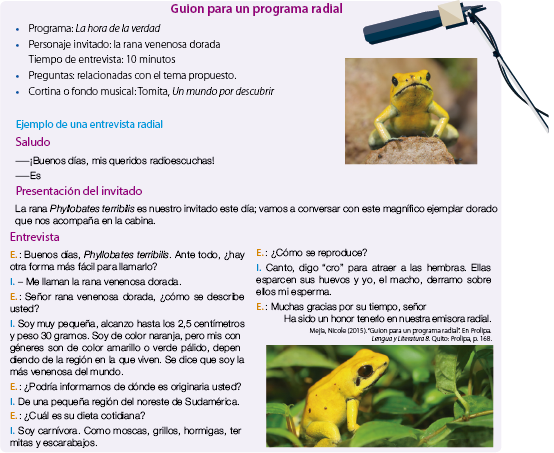 Guion para un programa radial
• Programa: La hora de la verdad
• Personaje invitado: la rana venenosa dorada
Tiempo de entrevista: 10 minutos
• Preguntas: relacionadas con el tema propuesto.
• Cortina o fondo musical: Tomita, Un mundo por descubrir
Ejemplo de una entrevista radial
Saludo
—¡Buenos días, mis queridos radioescuchas!
—Es
Presentación del invitado
La rana Phyllobates terribilis es nuestro invitado este día; vamos a conversar con este magnífico ejemplar dorado
que nos acompaña en la cabina.
Entrevista
E.: Buenos días, Phyllobates terribilis. Ante todo, ¿hay
otra forma más fácil para llamarlo?
I. – Me llaman la rana venenosa dorada.
E.: Señor rana venenosa dorada, ¿cómo se describe
usted?
I. Soy muy pequeña, alcanzo hasta los 2,5 centímetros
y peso 30 gramos. Soy de color naranja, pero mis con
géneres son de color amarillo o verde pálido, depen
diendo de la región en la que viven. Se dice que soy la
más venenosa del mundo.
E.: ¿Podría informarnos de dónde es originaria usted?
I. De una pequeña región del noreste de Sudamérica.
E.: ¿Cuál es su dieta cotidiana?
I. Soy carnívora. Como moscas, grillos, hormigas, ter
mitas y escarabajos.
E.: ¿Cómo se reproduce?
I. Canto, digo “cro” para atraer a las hembras. Ellas
esparcen sus huevos y yo, el macho, derramo sobre
ellos mi esperma.
E.: Muchas gracias por su tiempo, señor
Ha sido un honor tenerlo en nuestra emisora radial.
Mejía, Nicole (2015). “Guion para un programa radial”. En Prolipa.
Lengua y Literatura 8. Quito: Prolipa, p. 168.